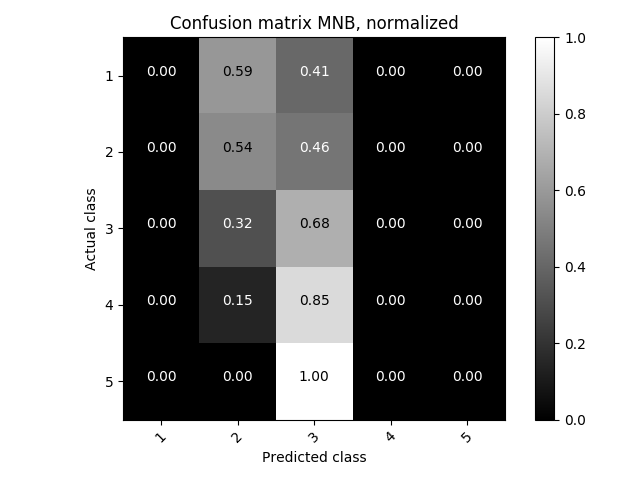 Confusion matrix MNB, normalized
1 0.00 0.59 0.41 0.00 0.00
2 0.00 0.54 0.46 0.00 0.00
3 0.00 0.32 0.68 0.00 0.00
4 0.00 0.15 0.85 0.00 0.00
5 0.00 0.00 1.00 0.00 0.00
1 2 3 4 5
Predicted class
Actual class
1.0
0.8
0.6
0.4
0.2
0.0